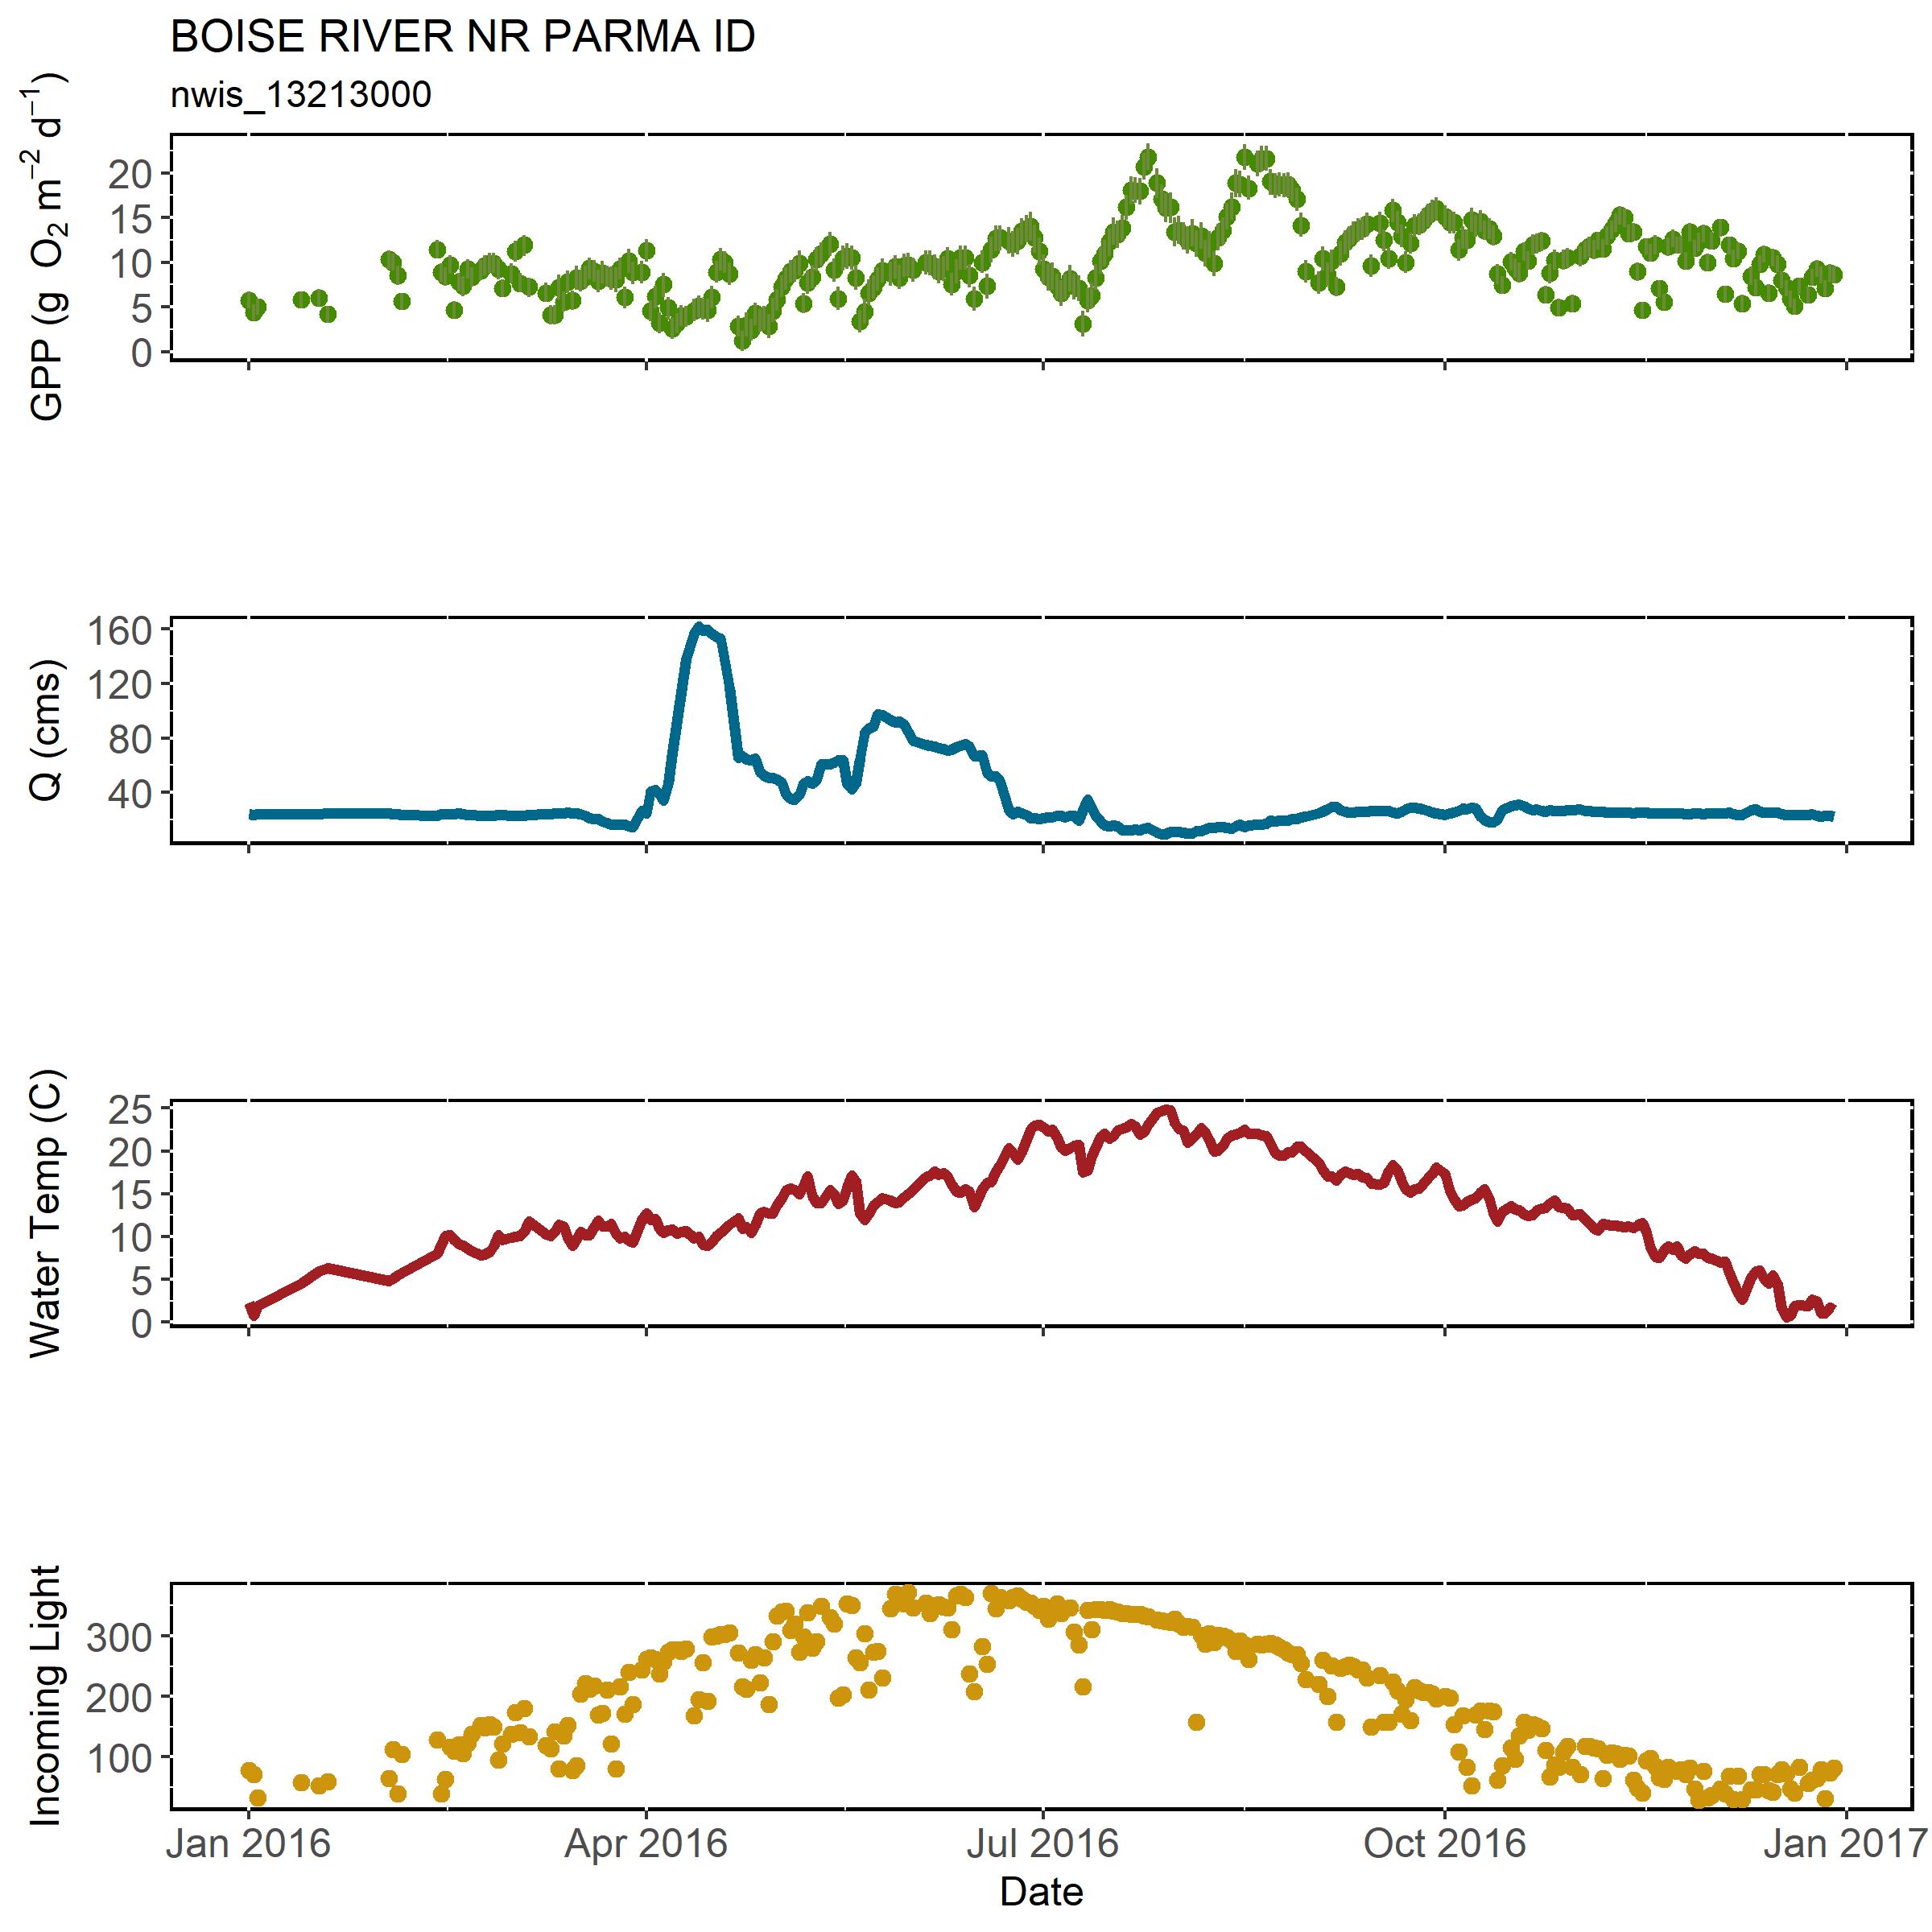 BOISE RIVER NR PARMA ID
nwis_13213000
GPP (g O₂ m⁻² d⁻¹)
20
15
10
5
0
Q (cms)
160
120
80
40
Water Temp (C)
25
20
15
10
5
0
Incoming Light
300
200
100
Jan 2016 Apr 2016 Jul 2016 Oct 2016 Jan 2017
Date